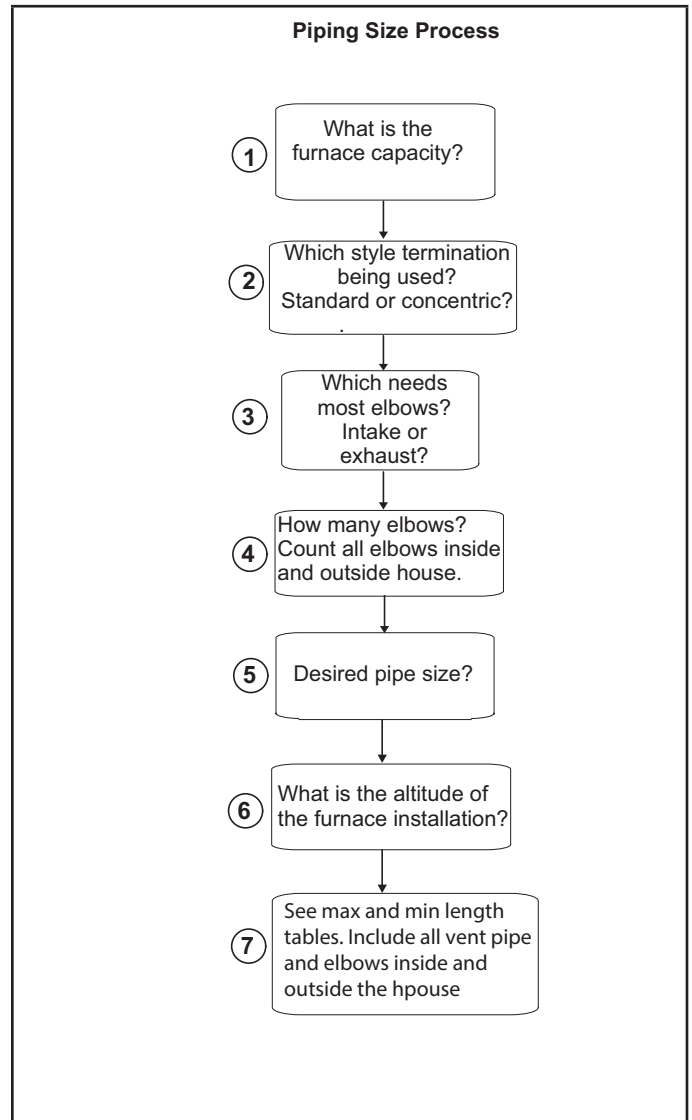 Piping Size Process
1
What is the
furnace capacity?
2
Which style termination
being used?
Standard or concentric?
.
3
Which needs
most elbows?
Intake or
exhaust?
4
How many elbows?
Count all elbows inside
and outside house.
5
Desired pipe size?
6
What is the altitude of
the furnace installation?
7
See max and min length
tables. Include all vent pipe
and elbows inside and
outside the hpouse